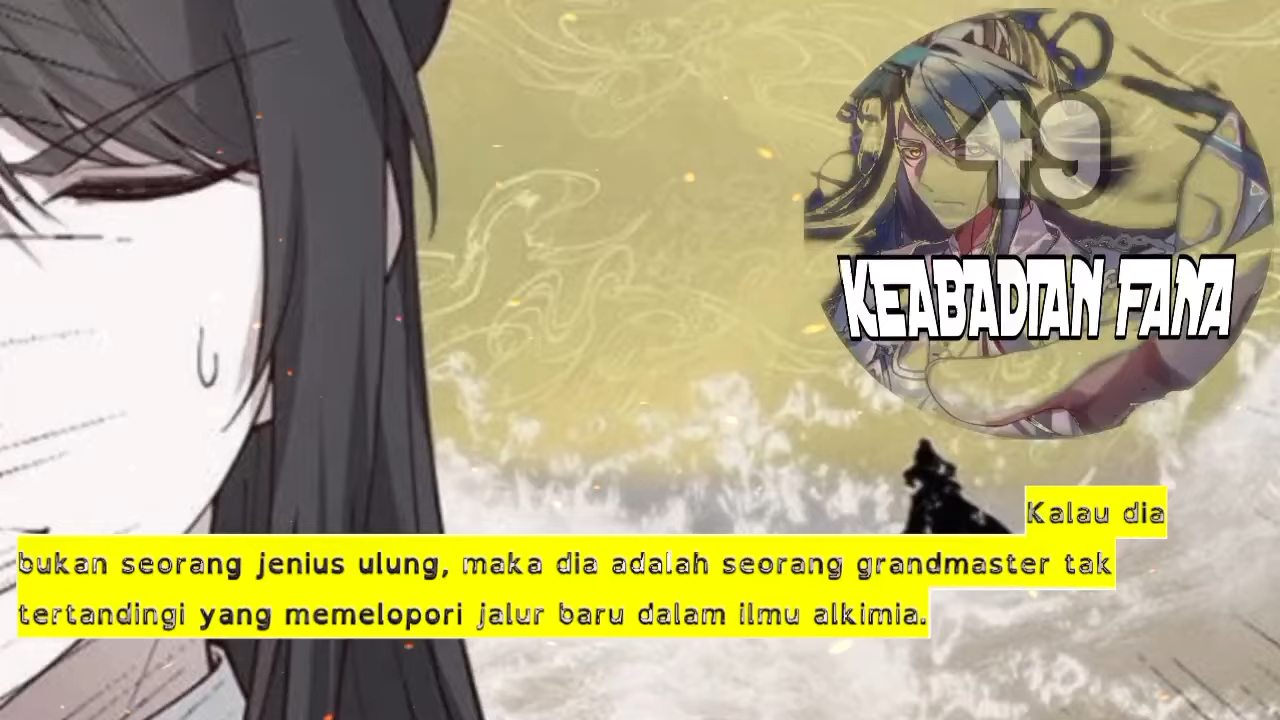 49
KEABADIAN FANA
Kalau dia
bukan seorang jenius ulung, maka dia adalah seorang grandmaster tak
tertandingi yang memelopori jalur baru dalam ilmu alkimia.